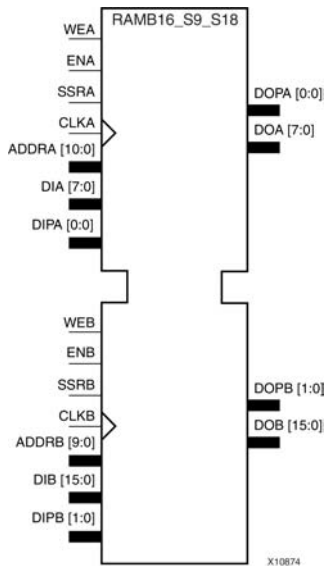 RAMB16_S9_S18
WEA
ENA
SSRA
CLKA
ADDRA [10:0]
DIA [7:0]
DIPA [0:0]
DOPA [0:0]
DOA [7:0]
WEB
ENB
SSRB
CLKB
ADDRB [9:0]
DIB [15:0]
DIPB [1:0]
DOPB [1:0]
DOB [15:0]
X10874